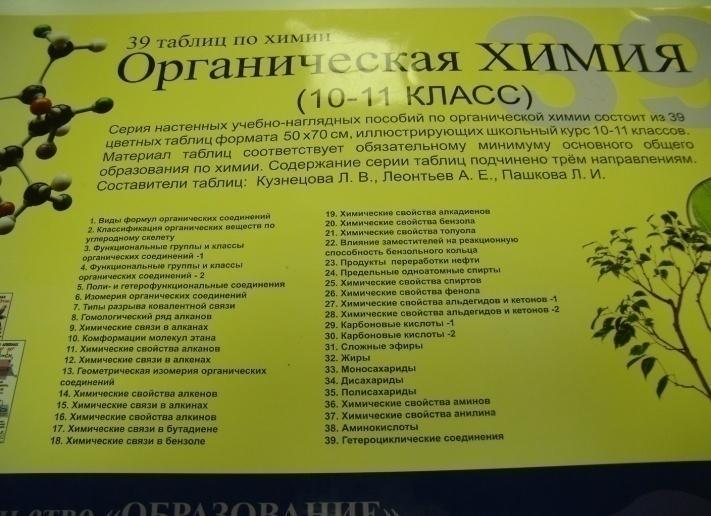 39 таблиц по химии
Органическая ХИМИЯ
(10-11 КЛАСС)
Серия настенных учебно-наглядных пособий по органической химии состоит из 39
цветных таблиц формата 50х70 см, иллюстрирующих школьный курс 10-11 классов.
Материал таблиц соответствует обязательному минимуму основного общего
образования по химии. Содержание серии таблиц подчинено трём направлениям.
Составители таблиц: Кузнецова Л. В., Леонтьев А. Е., Пашкова Л. И.
1. Виды формул органических соединений
2. Классификация органических веществ по
углеродному скелету
3. Функциональные группы и классы
органических соединений -1
4. Функциональные группы и классы
органических соединений - 2
5. Поли- и гетерофункциональные соединения
6. Изомерия органических соединений
7. Типы разрыва ковалентной связи
8. Гомологический ряд алканов
9. Химические связи в алканах
10. Комформации молекул этана
11. Химические свойства алканов
12. Химические связи в алкенах
13. Геометрическая изомерия органических
соединений
14. Химические свойства алкенов
15. Химические связи в алкинах
16. Химические свойства алкинов
17. Химические связи в бутадиене
18. Химические связи в бензоле
19. Химические свойства алкадиенов
20. Химические свойства бензола
21. Химические свойства толуола
22. Влияние заместителей на реакционную
способность бензольного кольца
23. Продукты переработки нефти
24. Предельные одноатомные спирты
25. Химические свойства спиртов
26. Химические свойства фенола
27. Химические свойства альдегидов и кетонов -1
28. Химические свойства альдегидов и кетонов -2
29. Карбоновые кислоты -1
30. Карбоновые кислоты -2
31. Сложные эфиры
32. Жиры
33. Моносахариды
34. Дисахариды
35. Полисахариды
36. Химические свойства аминов
37. Химические свойства анилина
38. Аминокислоты
39. Гетероциклические соединения
«ОБРАЗОВАНИЕ»